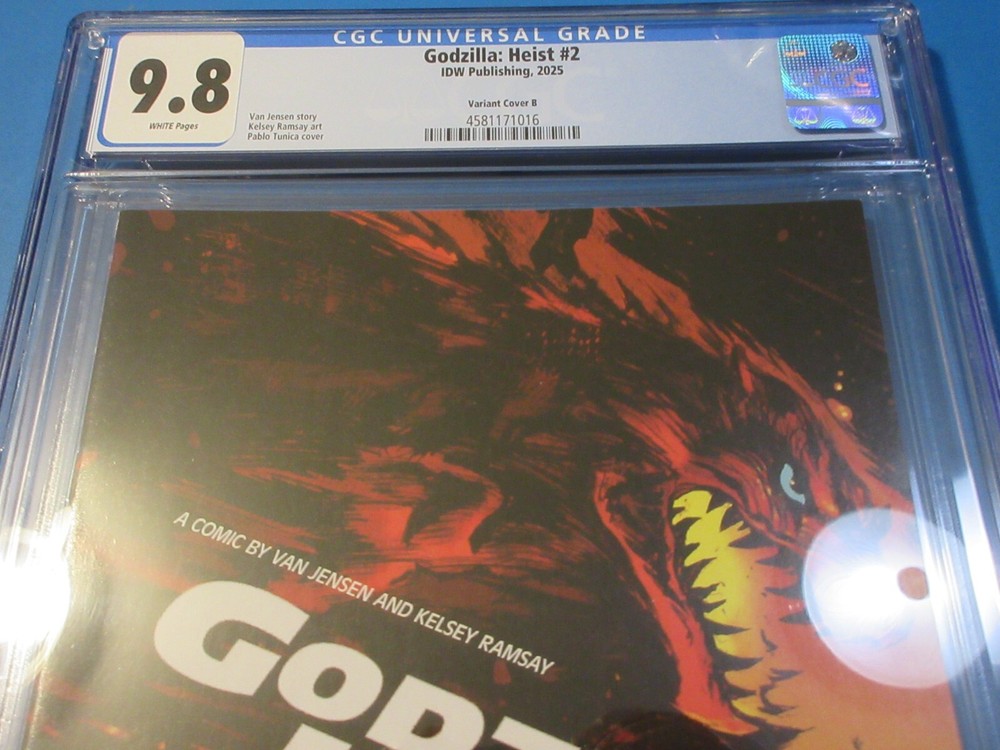 CGC UNIVERSAL GRADE
9.8
WHITE Pages
Godzilla: Heist #2
IDW Publishing, 2025
Variant Cover B
4581171016
Van Jensen story
Kelsey Ramsay art
Pablo Tunica cover
CGC
A COMIC BY VAN JENSEN AND KELSEY RAMSAY